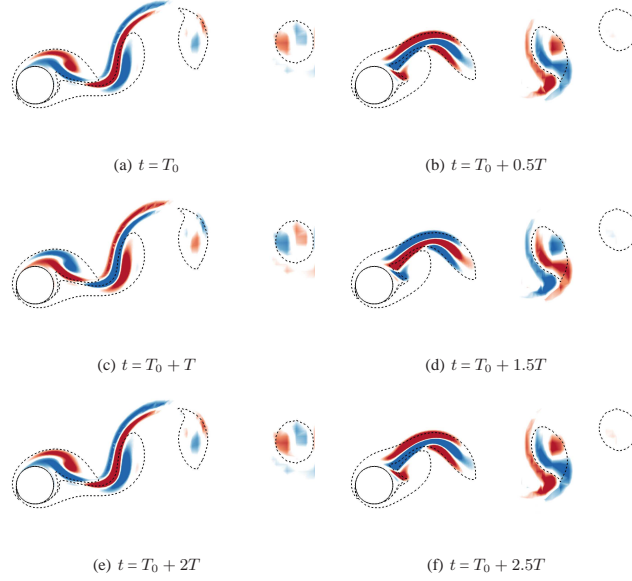 (a) t = T₀
(b) t = T₀ + 0.5T
(c) t = T₀ + T
(d) t = T₀ + 1.5T
(e) t = T₀ + 2T
(f) t = T₀ + 2.5T